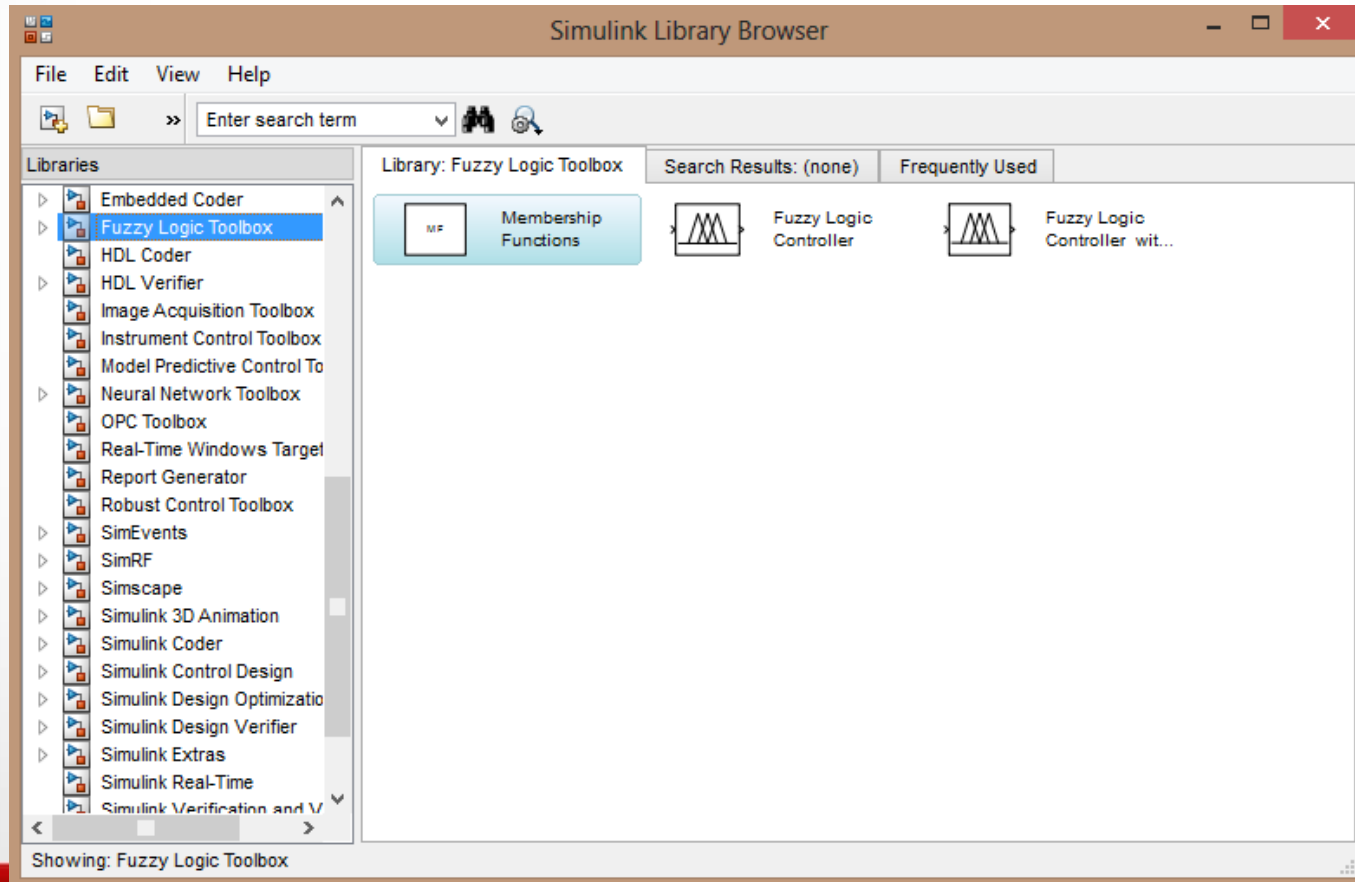 Simulink Library Browser
File Edit View Help
» Enter search term
Libraries
Library: Fuzzy Logic Toolbox Search Results: (none) Frequently Used
Embedded Coder
Fuzzy Logic Toolbox
HDL Coder
HDL Verifier
Image Acquisition Toolbox
Instrument Control Toolbox
Model Predictive Control To
Neural Network Toolbox
OPC Toolbox
Real-Time Windows Target
Report Generator
Robust Control Toolbox
SimEvents
SimRF
Simscape
Simulink 3D Animation
Simulink Coder
Simulink Control Design
Simulink Design Optimizatio
Simulink Design Verifier
Simulink Extras
Simulink Real-Time
Simulink Verification and V
MF
Membership
Functions
Fuzzy Logic
Controller
Fuzzy Logic
Controller wit...
Showing: Fuzzy Logic Toolbox